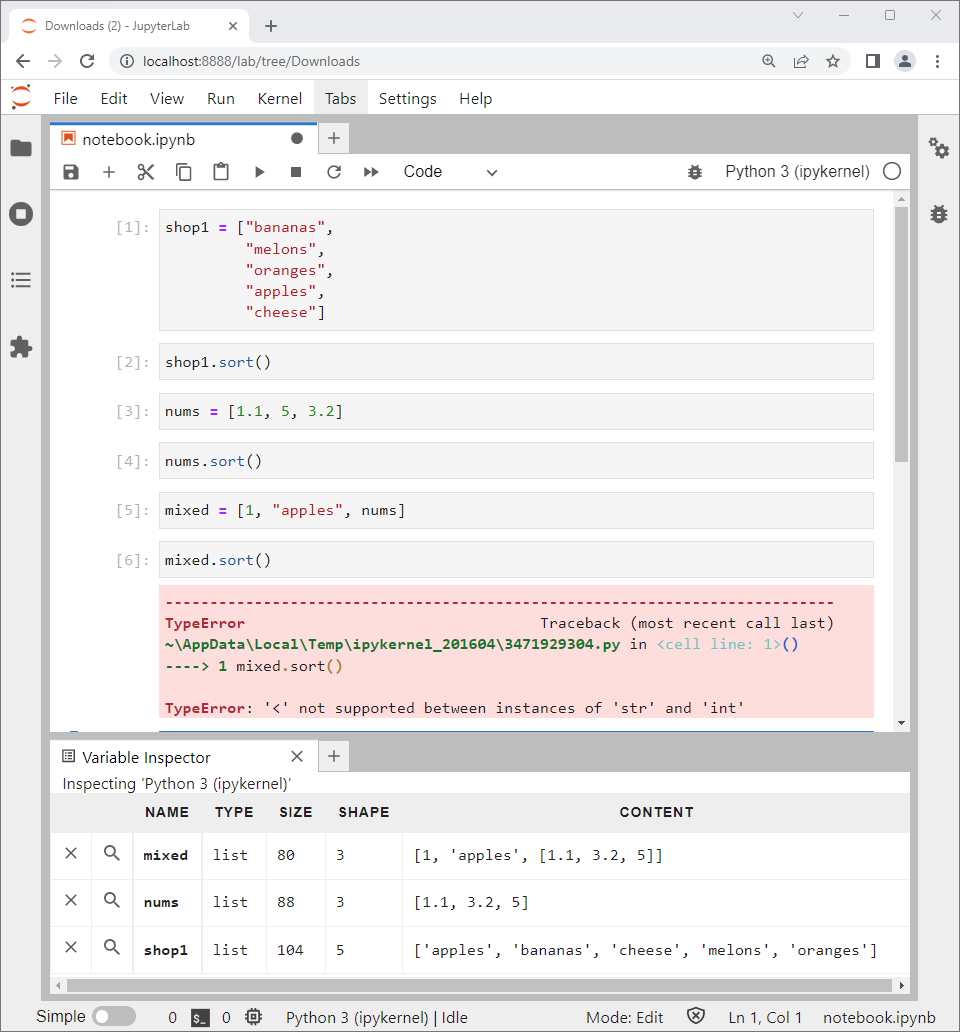 Downloads (2) - JupyterLab
localhost:8888/lab/tree/Downloads
File Edit View Run Kernel Tabs Settings Help
notebook.ipynb
Code Python 3 (ipykernel)
[1]: shop1 = ["bananas",
"melons",
"oranges",
"apples",
"cheese"]
[2]: shop1.sort()
[3]: nums = [1.1, 5, 3.2]
[4]: nums.sort()
[5]: mixed = [1, "apples", nums]
[6]: mixed.sort()
---------------------------------------------------------------------------
TypeError Traceback (most recent call last)
~\AppData\Local\Temp\ipykernel_201604\3471929304.py in <cell line: 1>()
----> 1 mixed.sort()
TypeError: '<' not supported between instances of 'str' and 'int'
Variable Inspector
Inspecting 'Python 3 (ipykernel)'
NAME TYPE SIZE SHAPE CONTENT
mixed list 80 3 [1, 'apples', [1.1, 3.2, 5]]
nums list 88 3 [1.1, 3.2, 5]
shop1 list 104 5 ['apples', 'bananas', 'cheese', 'melons', 'oranges']
Simple 0 $_ 0 Python 3 (ipykernel) | Idle Mode: Edit Ln 1, Col 1 notebook.ipynb